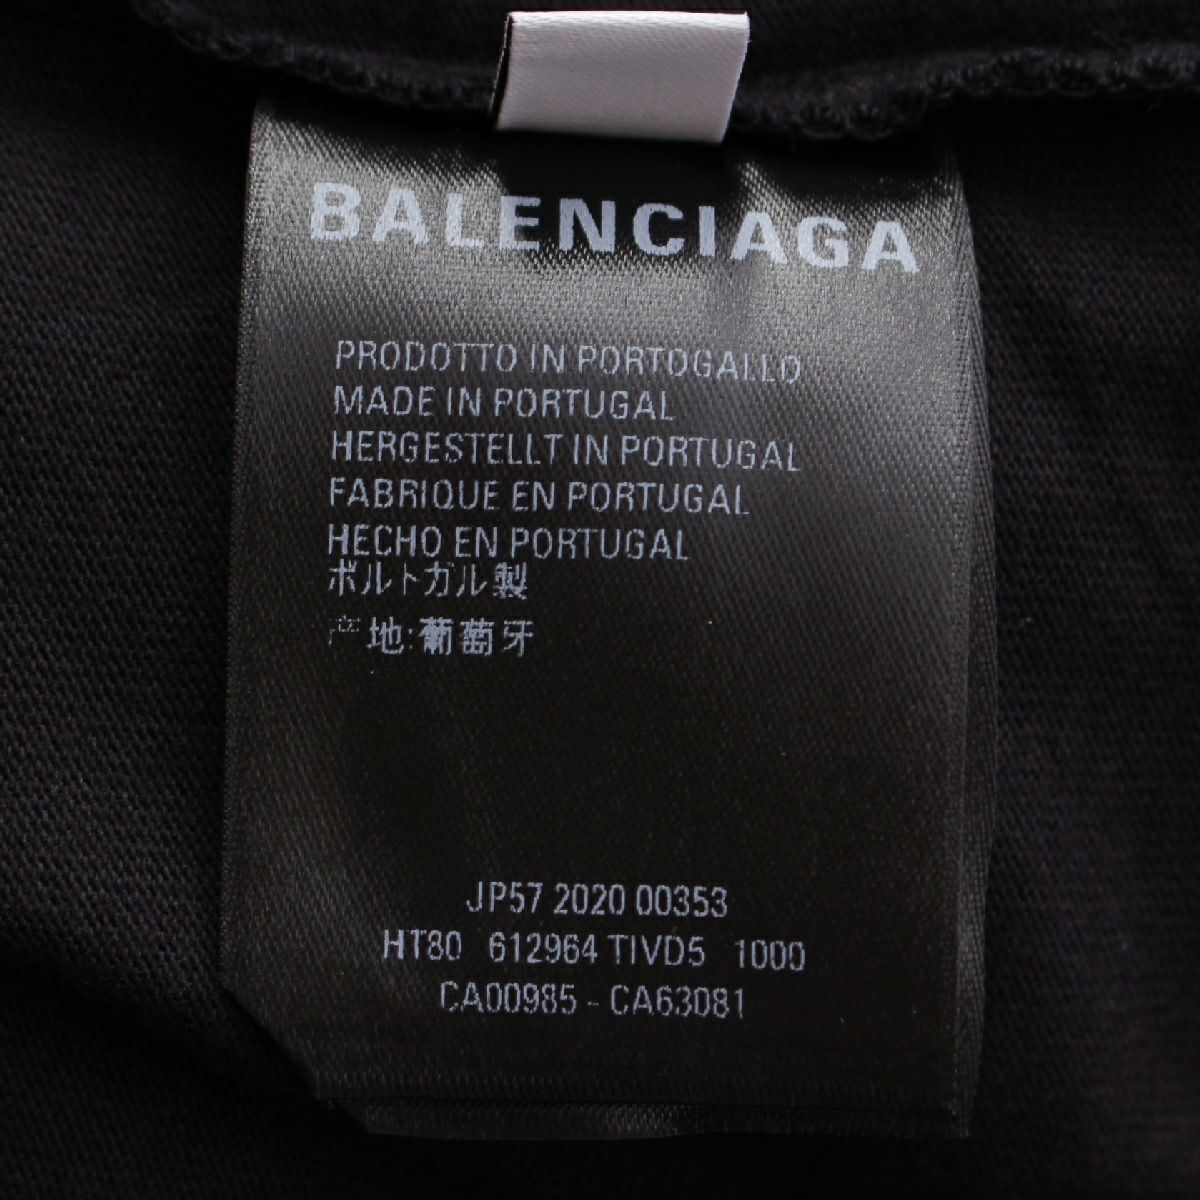 BALENCIAGA
PRODOTTO IN PORTOGALLO
MADE IN PORTUGAL
HERGESTELLT IN PORTUGAL
FABRIQUE EN PORTUGAL
HECHO EN PORTUGAL
ポルトガル製
产地:葡萄牙
JP57 2020 00353
HT80 612964 TIVD5 1000
CA00985 - CA63081